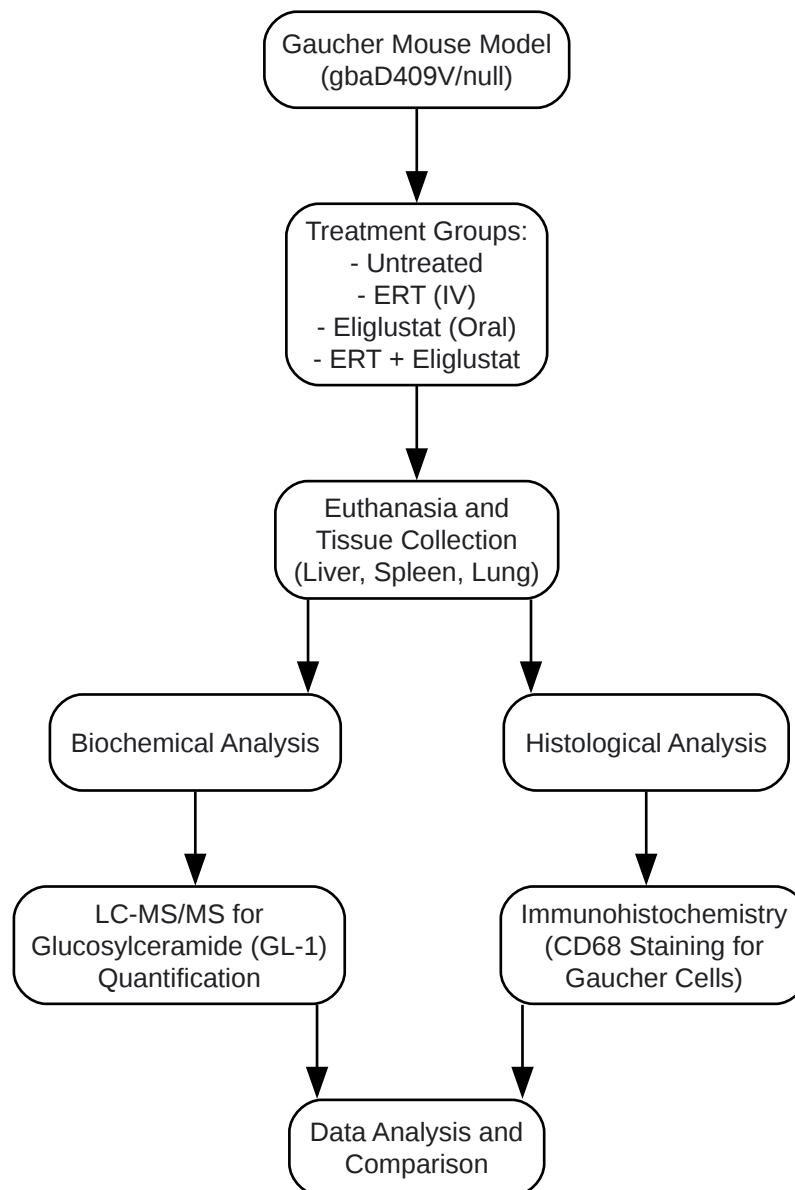 Gaucher Mouse Model
(gbaD409V/null)
Treatment Groups:
- Untreated
- ERT (IV)
- Eliglustat (Oral)
- ERT + Eliglustat
Euthanasia and
Tissue Collection
(Liver, Spleen, Lung)
Biochemical Analysis
Histological Analysis
LC-MS/MS for
Glucosylceramide (GL-1)
Quantification
Immunohistochemistry
(CD68 Staining for
Gaucher Cells)
Data Analysis and
Comparison